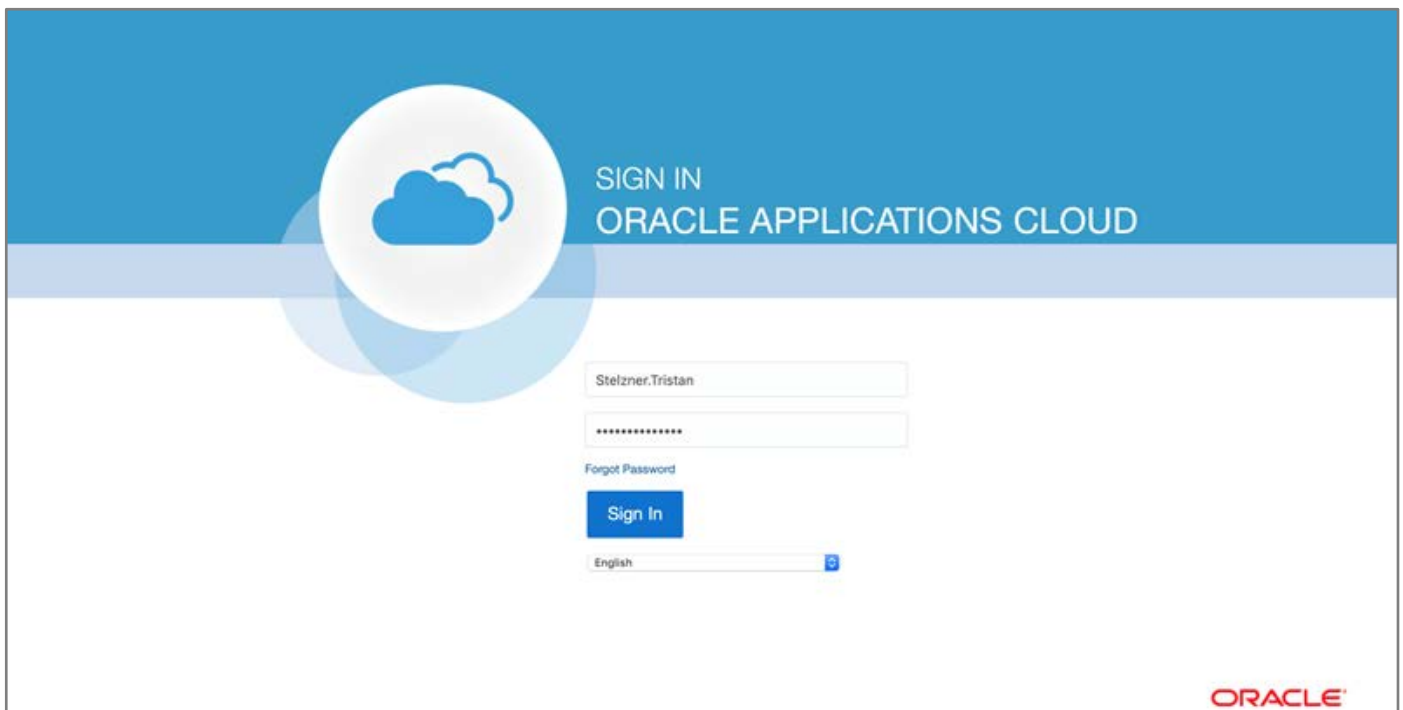 SIGN IN
ORACLE APPLICATIONS CLOUD
Stelzner.Tristan
••••••••••••••
Forgot Password
Sign In
English
ORACLE